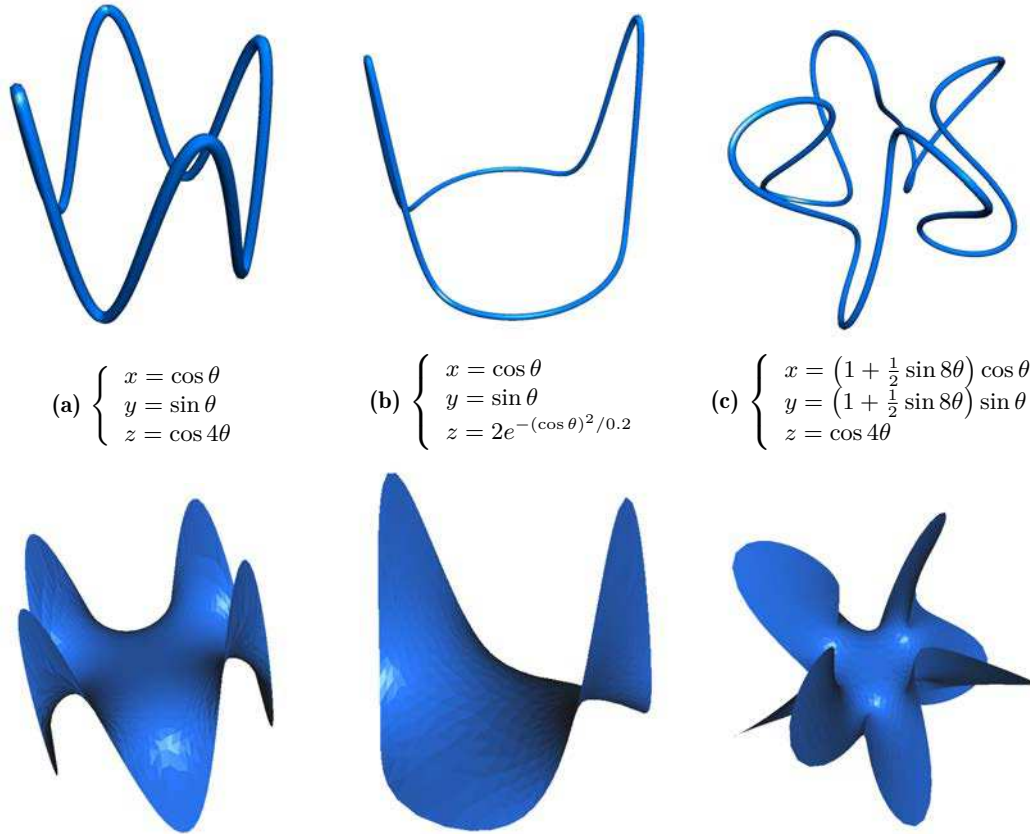 (a) { x = cos θ
y = sin θ
z = cos 4θ
(b) { x = cos θ
y = sin θ
z = 2e^{−(cos θ)^2/0.2}
(c) { x = (1 + 1/2 sin 8θ) cos θ
y = (1 + 1/2 sin 8θ) sin θ
z = cos 4θ